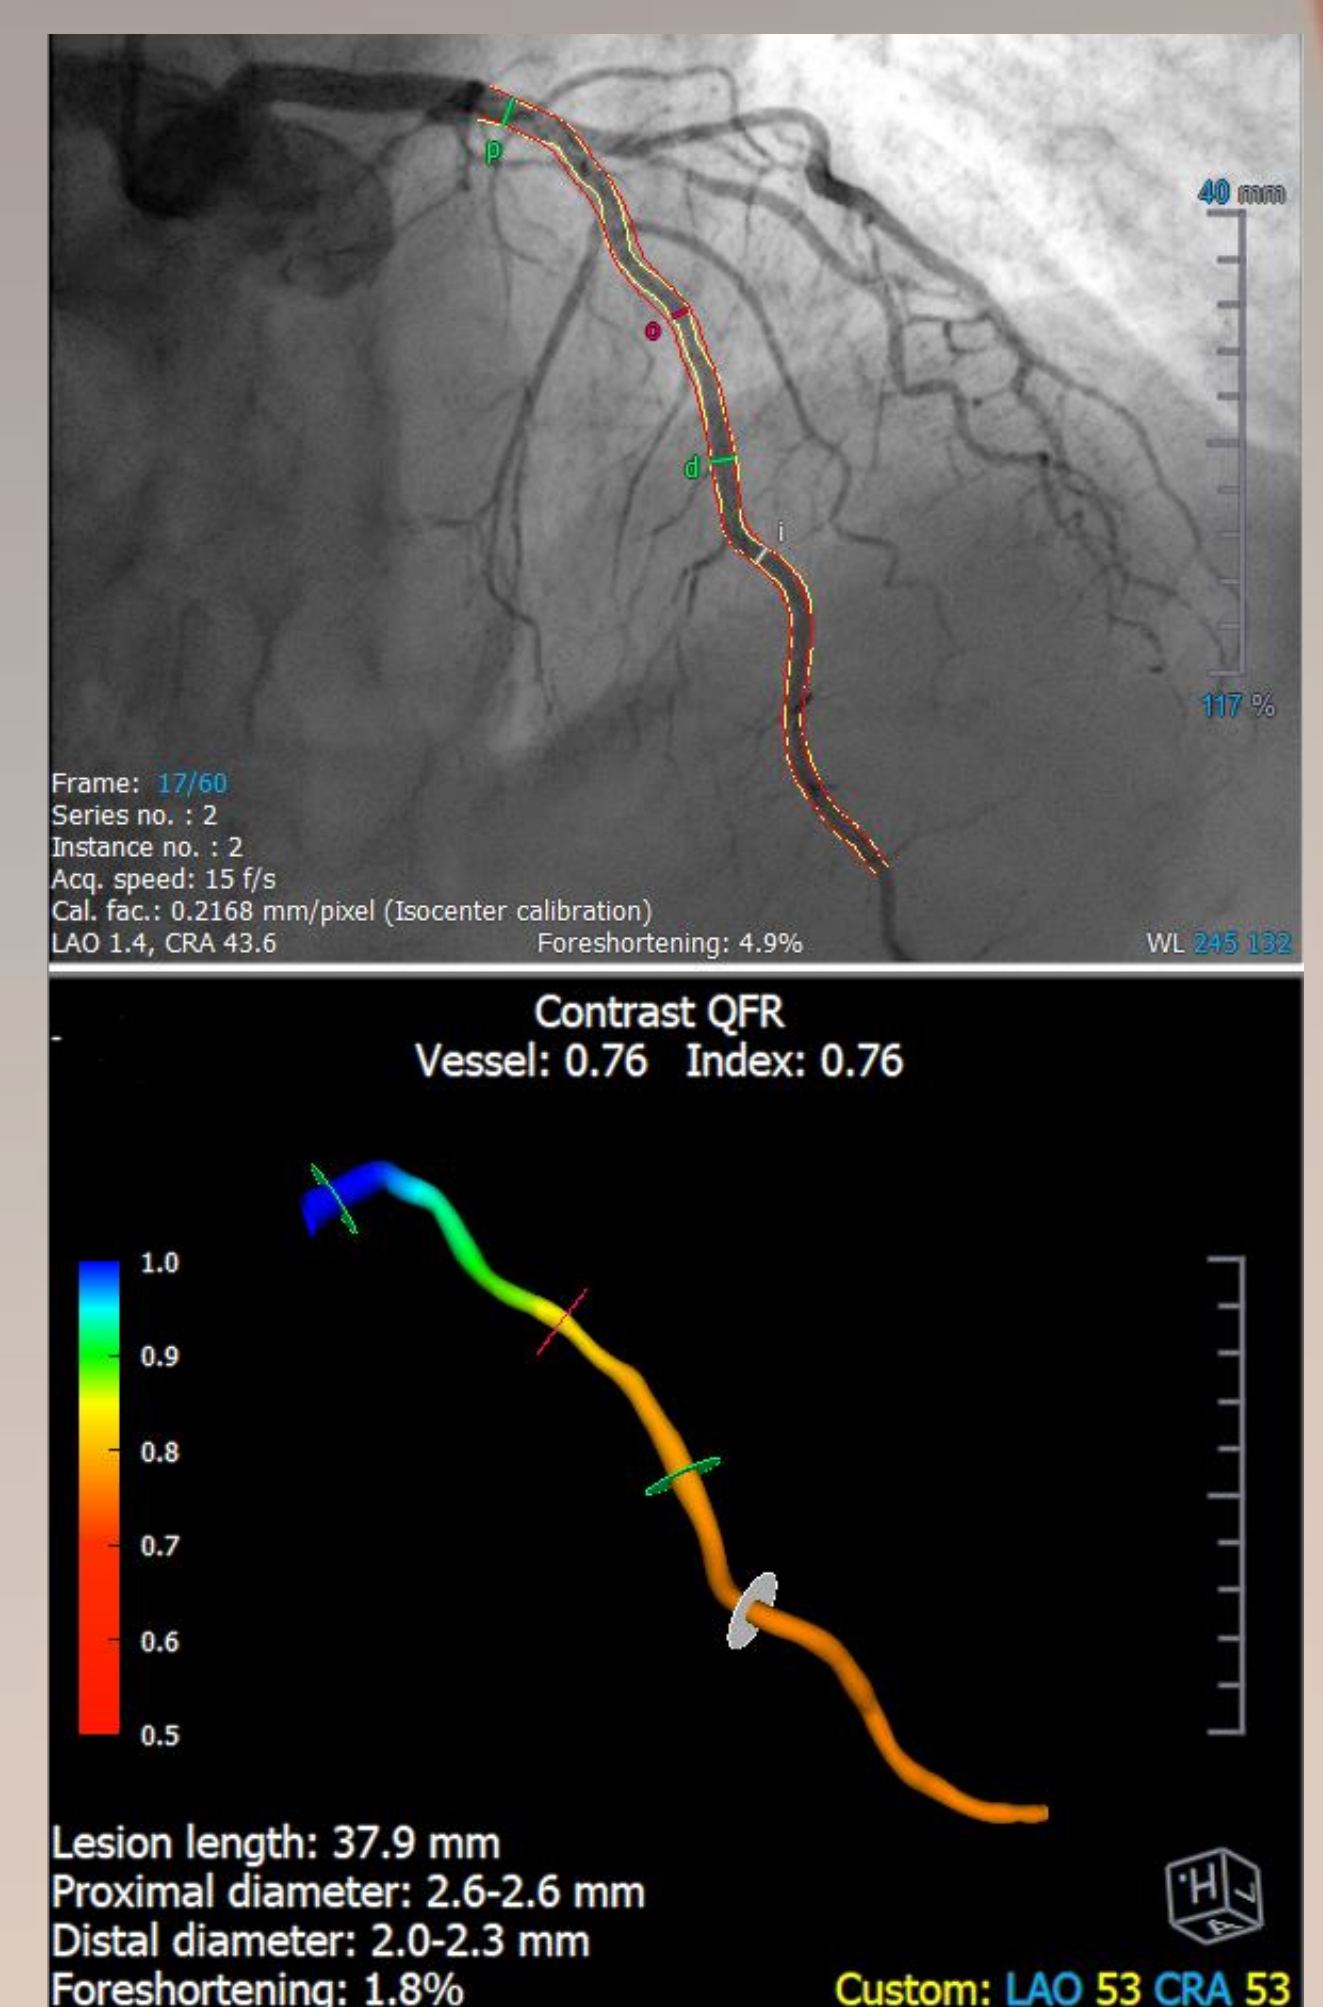 p
40 mm
o
d
i
117 %
Frame: 17/60
Series no. : 2
Instance no. : 2
Acq. speed: 15 f/s
Cal. fac.: 0.2168 mm/pixel (Isocenter calibration)
LAO 1.4, CRA 43.6
Foreshortening: 4.9%
WL 245 132
Contrast QFR
Vessel: 0.76 Index: 0.76
1.0
0.9
0.8
0.7
0.6
0.5
Lesion length: 37.9 mm
Proximal diameter: 2.6-2.6 mm
Distal diameter: 2.0-2.3 mm
Foreshortening: 1.8%
H
L
A
Custom: LAO 53 CRA 53